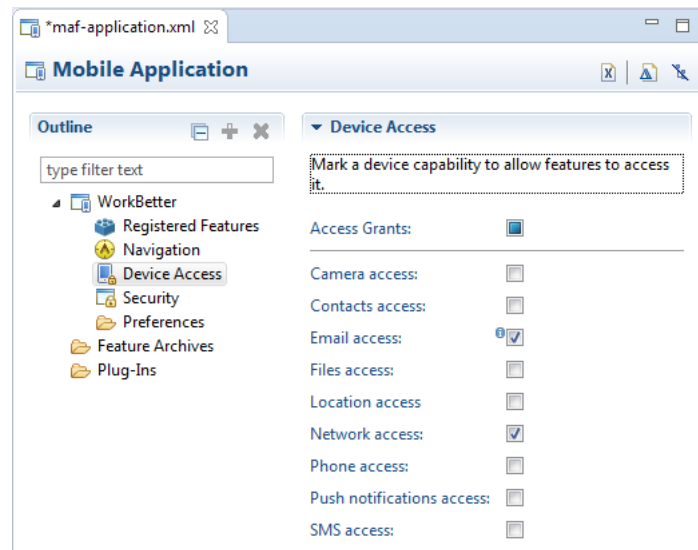 *maf-application.xml
Mobile Application
Outline
type filter text
WorkBetter
Registered Features
Navigation
Device Access
Security
Preferences
Feature Archives
Plug-Ins
Device Access
Mark a device capability to allow features to access
it.
Access Grants:
Camera access:
Contacts access:
Email access:
Files access:
Location access
Network access:
Phone access:
Push notifications access:
SMS access: